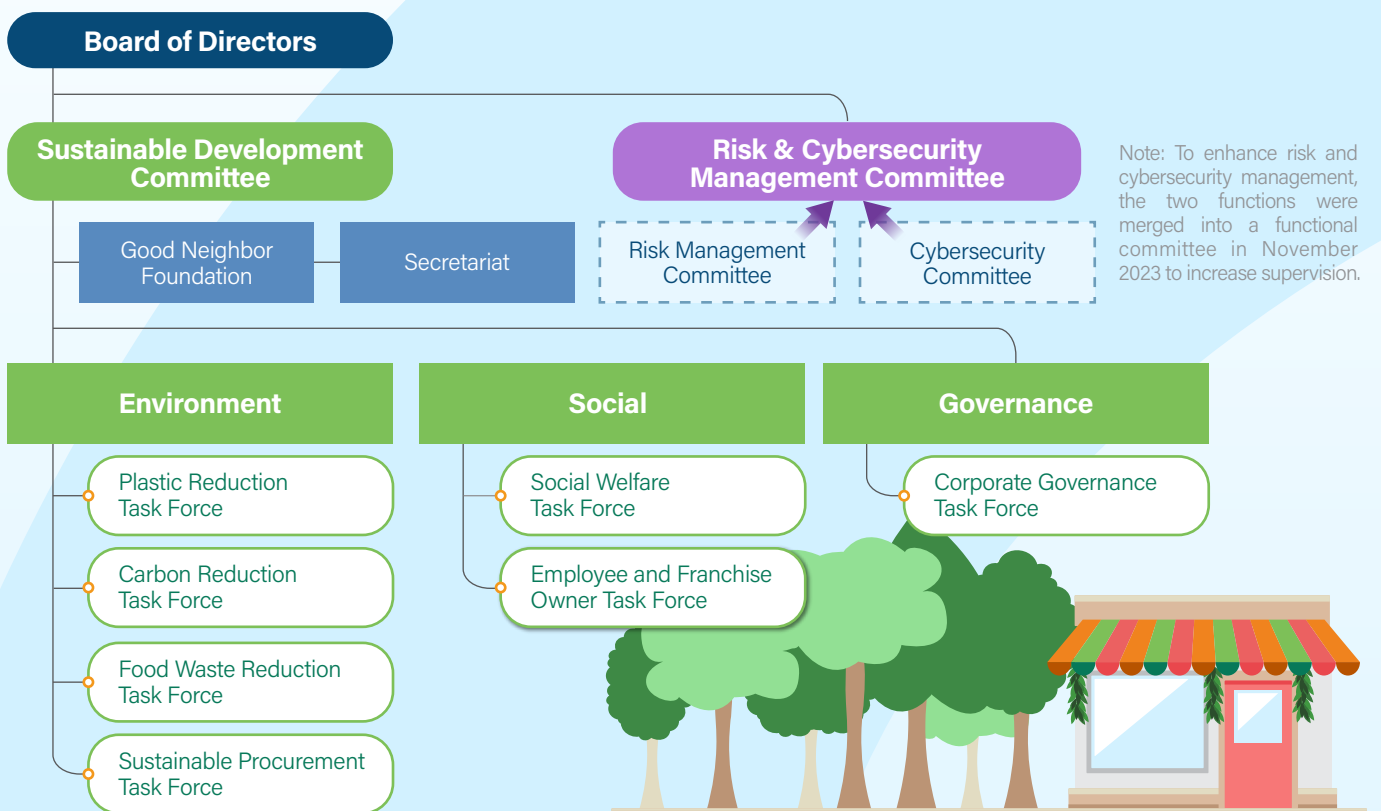 Board of Directors
Sustainable Development
Committee
Risk & Cybersecurity
Management Committee
Note: To enhance risk and
cybersecurity management,
the two functions were
merged into a functional
committee in November
2023 to increase supervision.
Good Neighbor
Foundation
Secretariat
Risk Management
Committee
Cybersecurity
Committee
Environment
Social
Governance
Plastic Reduction
Task Force
Carbon Reduction
Task Force
Food Waste Reduction
Task Force
Sustainable Procurement
Task Force
Social Welfare
Task Force
Employee and Franchise
Owner Task Force
Corporate Governance
Task Force